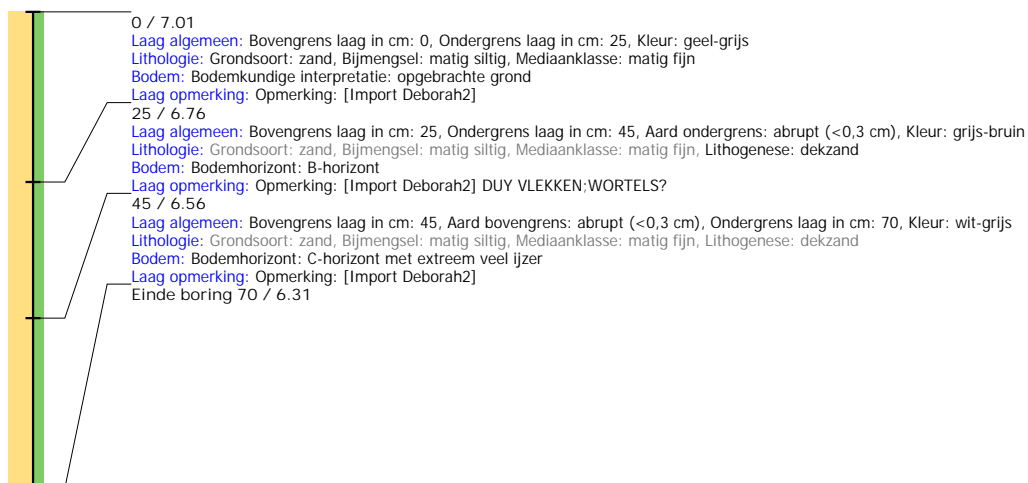 0 / 7.01
Laag algemeen: Bovengrens laag in cm: 0, Ondergrens laag in cm: 25, Kleur: geel-grijs
Lithologie: Grondsoort: zand, Bijmengsel: matig siltig, Mediaanklasse: matig fijn
Bodem: Bodemkundige interpretatie: opgebrachte grond
Laag opmerking: Opmerking: [Import Deborah2]
25 / 6.76
Laag algemeen: Bovengrens laag in cm: 25, Ondergrens laag in cm: 45, Aard ondergrens: abrupt (<0,3 cm), Kleur: grijs-bruin
Lithologie: Grondsoort: zand, Bijmengsel: matig siltig, Mediaanklasse: matig fijn, Lithogenese: dekzand
Bodem: Bodemhorizont: B-horizont
Laag opmerking: Opmerking: [Import Deborah2] DUY VLEKKEN;WORTELS?
45 / 6.56
Laag algemeen: Bovengrens laag in cm: 45, Aard bovengrens: abrupt (<0,3 cm), Ondergrens laag in cm: 70, Kleur: wit-grijs
Lithologie: Grondsoort: zand, Bijmengsel: matig siltig, Mediaanklasse: matig fijn, Lithogenese: dekzand
Bodem: Bodemhorizont: C-horizont met extreem veel ijzer
Laag opmerking: Opmerking: [Import Deborah2]
Einde boring 70 / 6.31